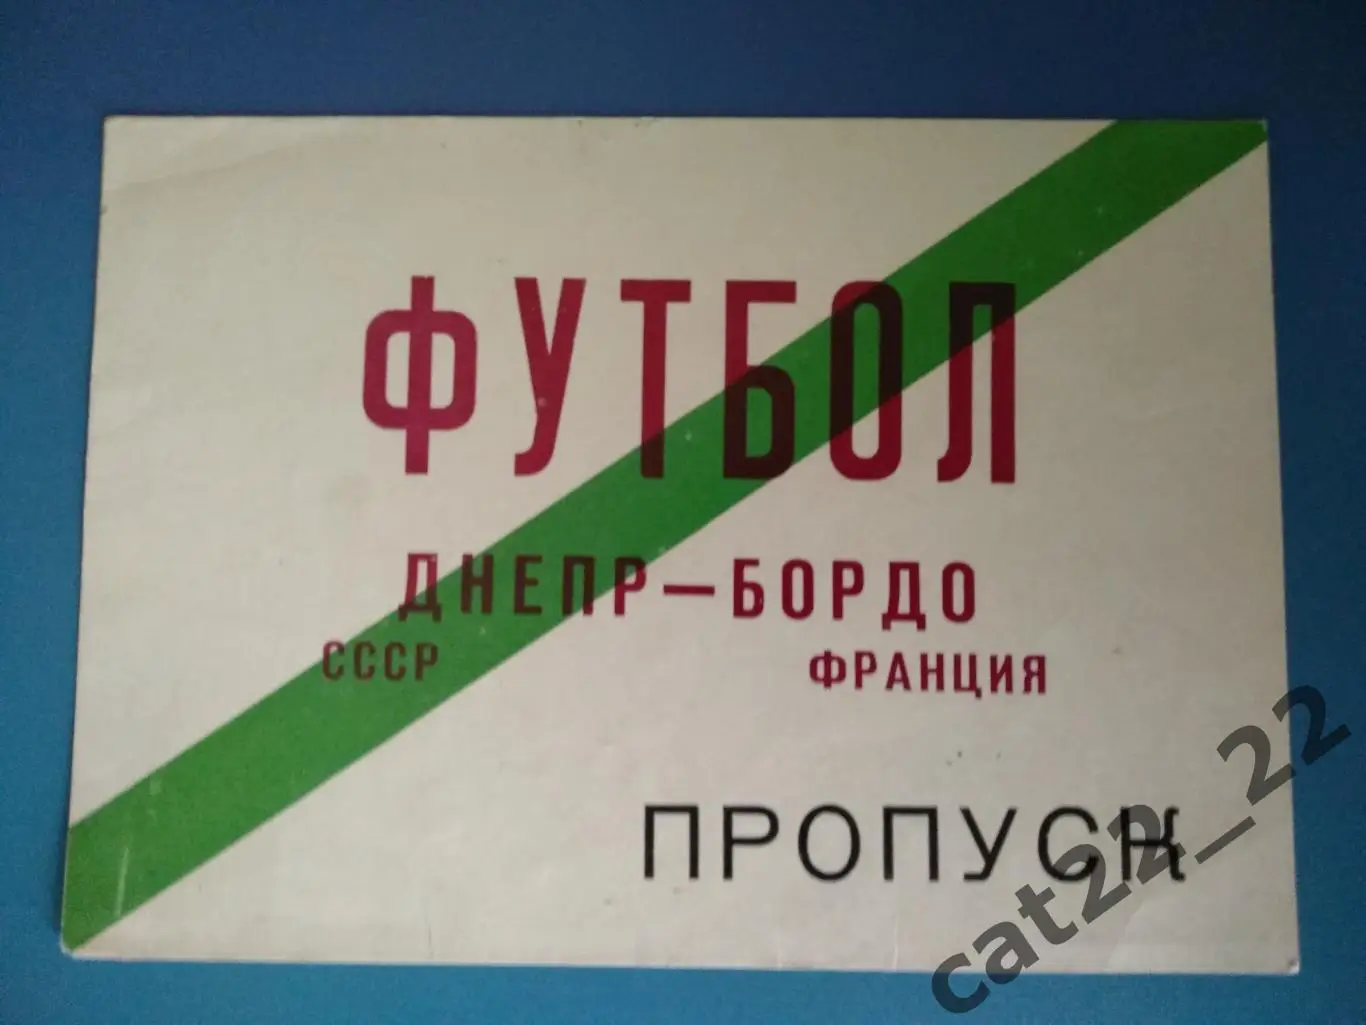 ФУТБОЛ
ДНЕПР—БОРДО
СССР ФРАНЦИЯ
ПРОПУСК
cat22_22